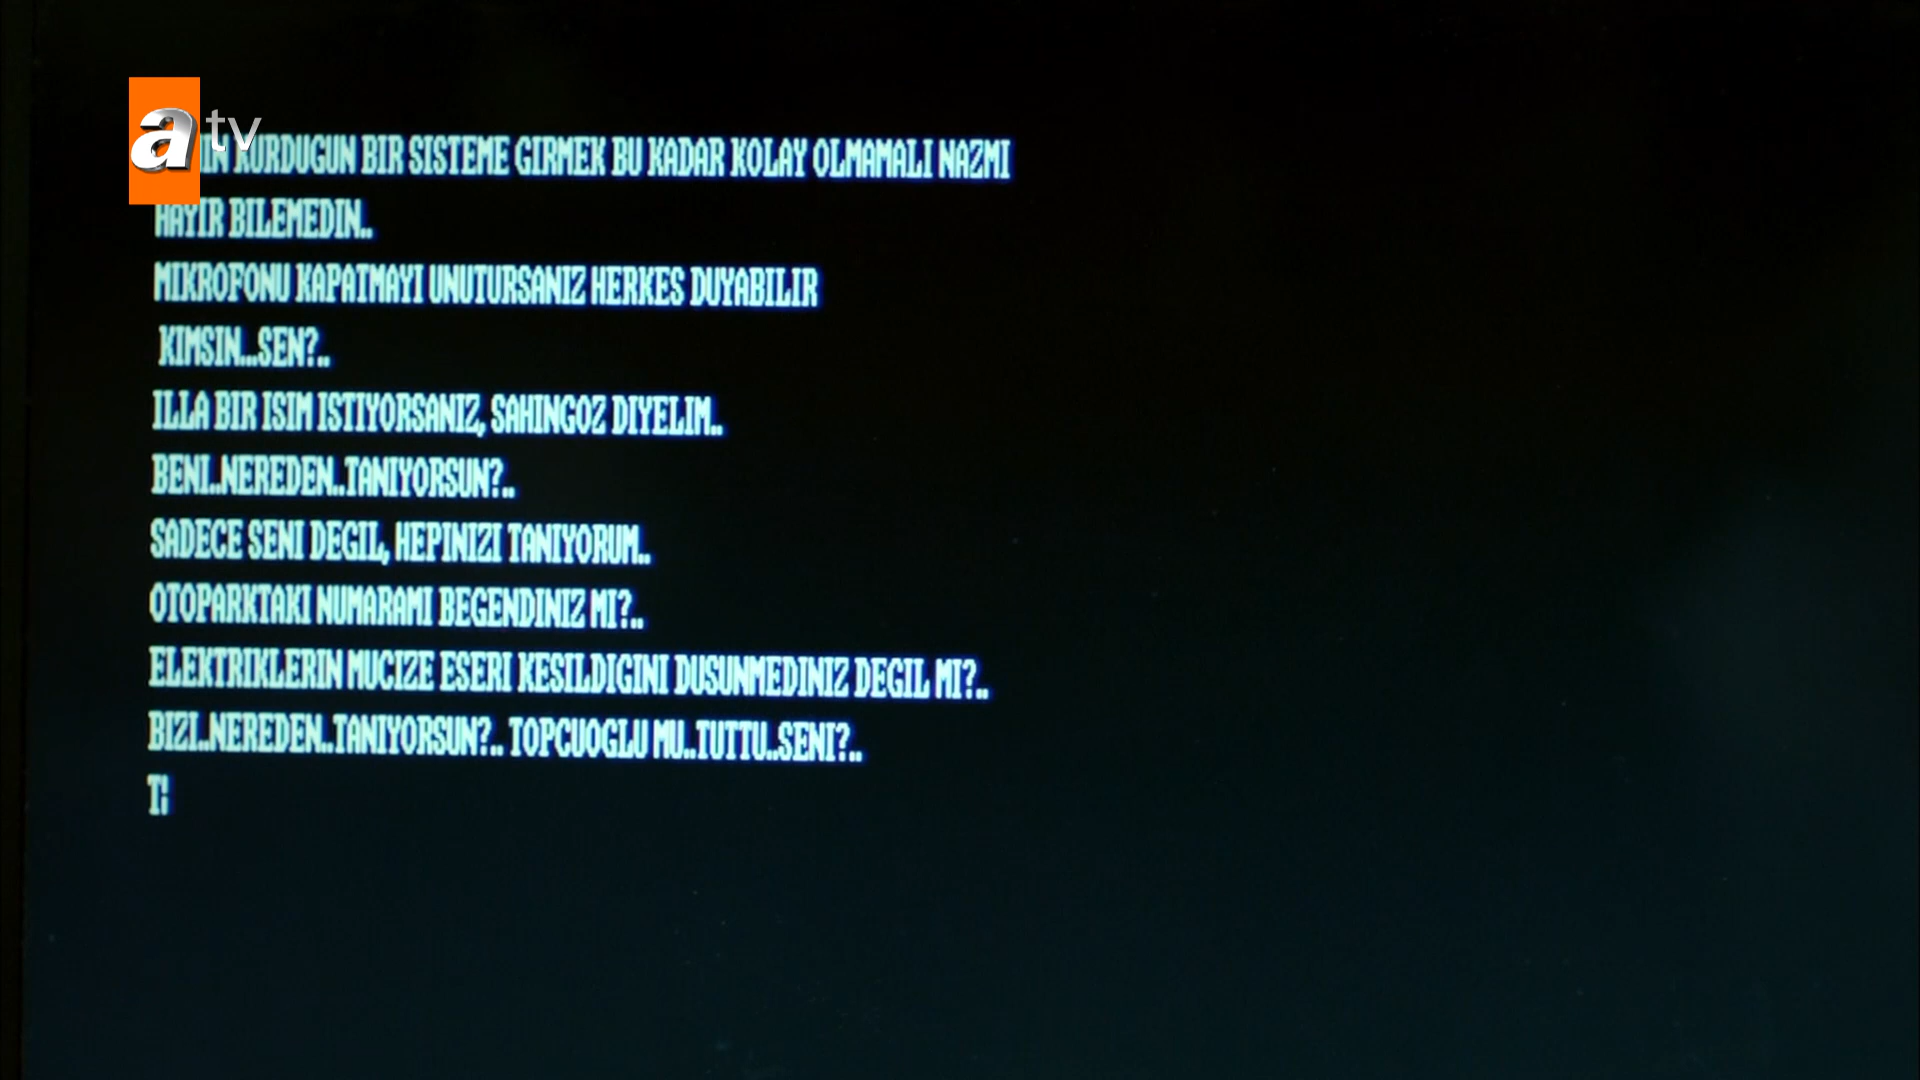 atv
KURDUGUN BIR SISTEME GIRMEK BU KADAR KOLAY OLMAMALI NAZMI
HAYIR BILEMEDIN..
MIKROFONU KAPATMAYI UNUTURSANIZ HERKES DUYABILIR
KIMSIN...SEN?..
ILLA BIR ISIM ISTIYORSANIZ, SAHINGOZ DIYELIM..
BENI..NEREDEN..TANIYORSUN?..
SADECE SENI DEGIL, HEPINIZI TANIYORUM..
OTOPARKTAKI NUMARAMI BEGENDINIZ MI?..
ELEKTRIKLERIN MUCIZE ESERI KESILDIGINI DUSUNMEDINIZ DEGIL MI?..
BIZI..NEREDEN..TANIYORSUN?.. TOPCUOGLU MU..TUTTU..SENI?..
T